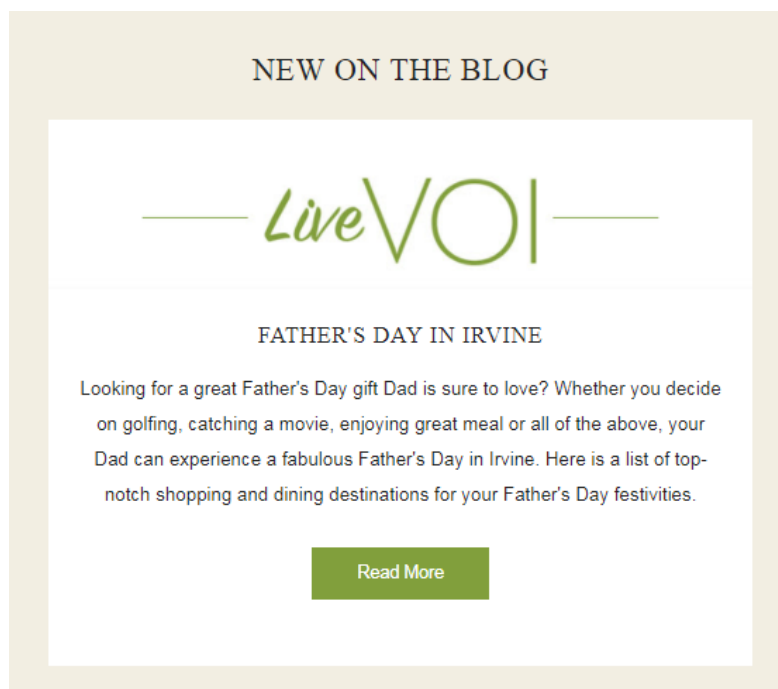 NEW ON THE BLOG
Live VOI
FATHER'S DAY IN IRVINE
Looking for a great Father's Day gift Dad is sure to love? Whether you decide
on golfing, catching a movie, enjoying great meal or all of the above, your
Dad can experience a fabulous Father's Day in Irvine. Here is a list of top-
notch shopping and dining destinations for your Father's Day festivities.
Read More